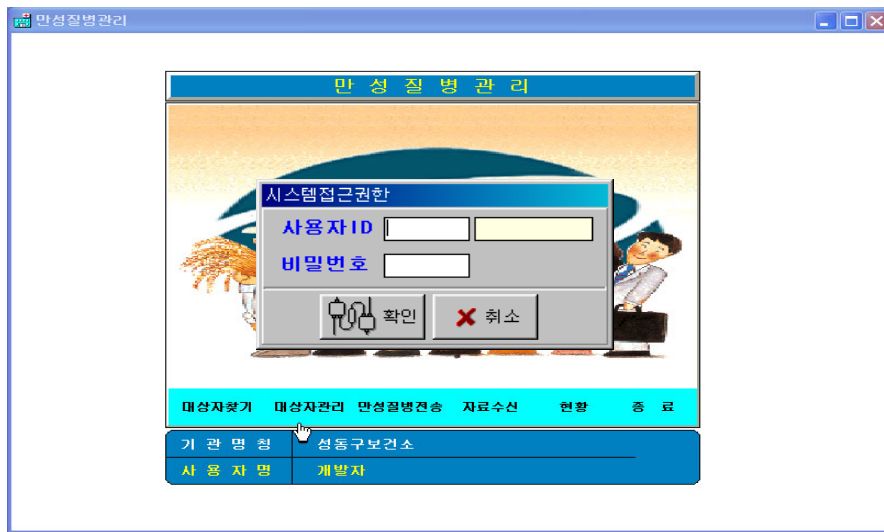 만성질병관리
만 성 질 병 관 리
시스템접근권한
사용자ID
비밀번호
확인 취소
대상자찾기 대상자관리 만성질병전송 자료수신 현황 종 료
기 관 명 칭 성동구보건소
사 용 자 명 개발자